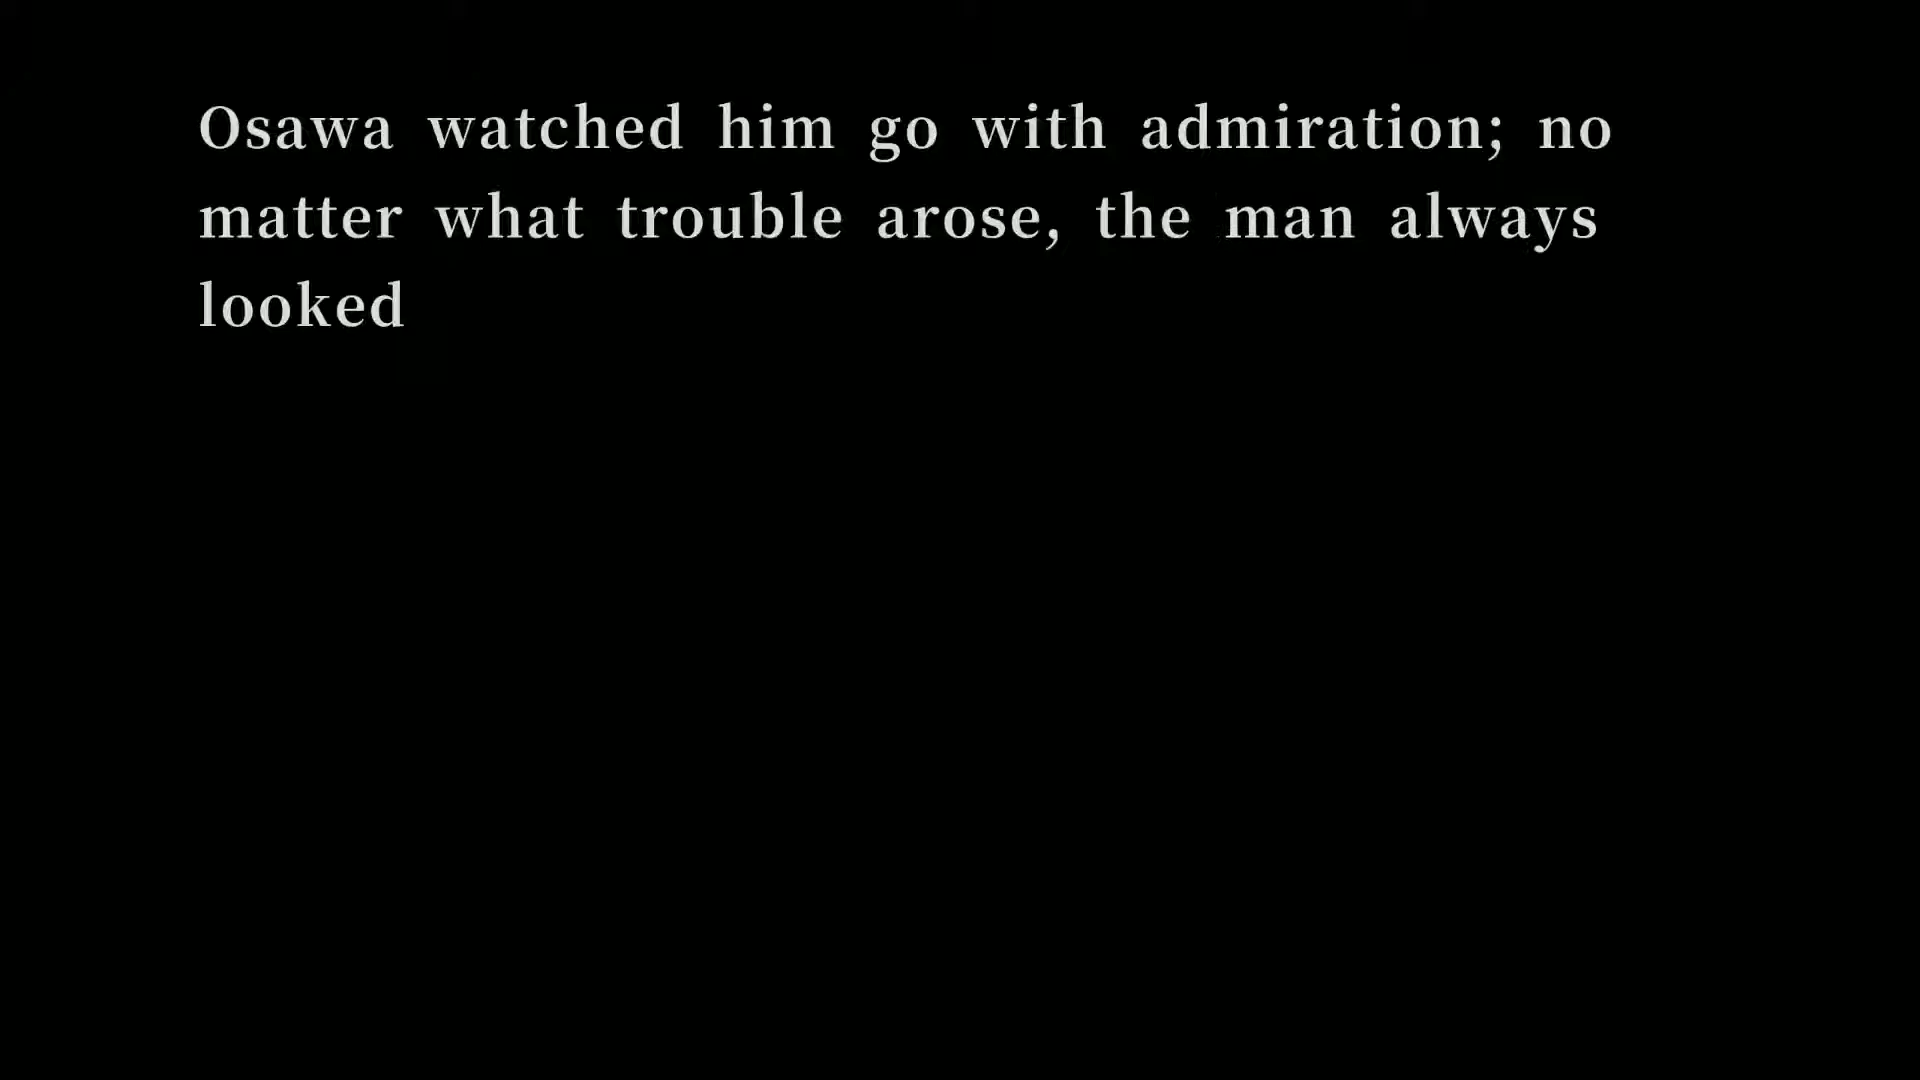 Osawa watched him go with admiration; no
matter what trouble arose, the man always
looked